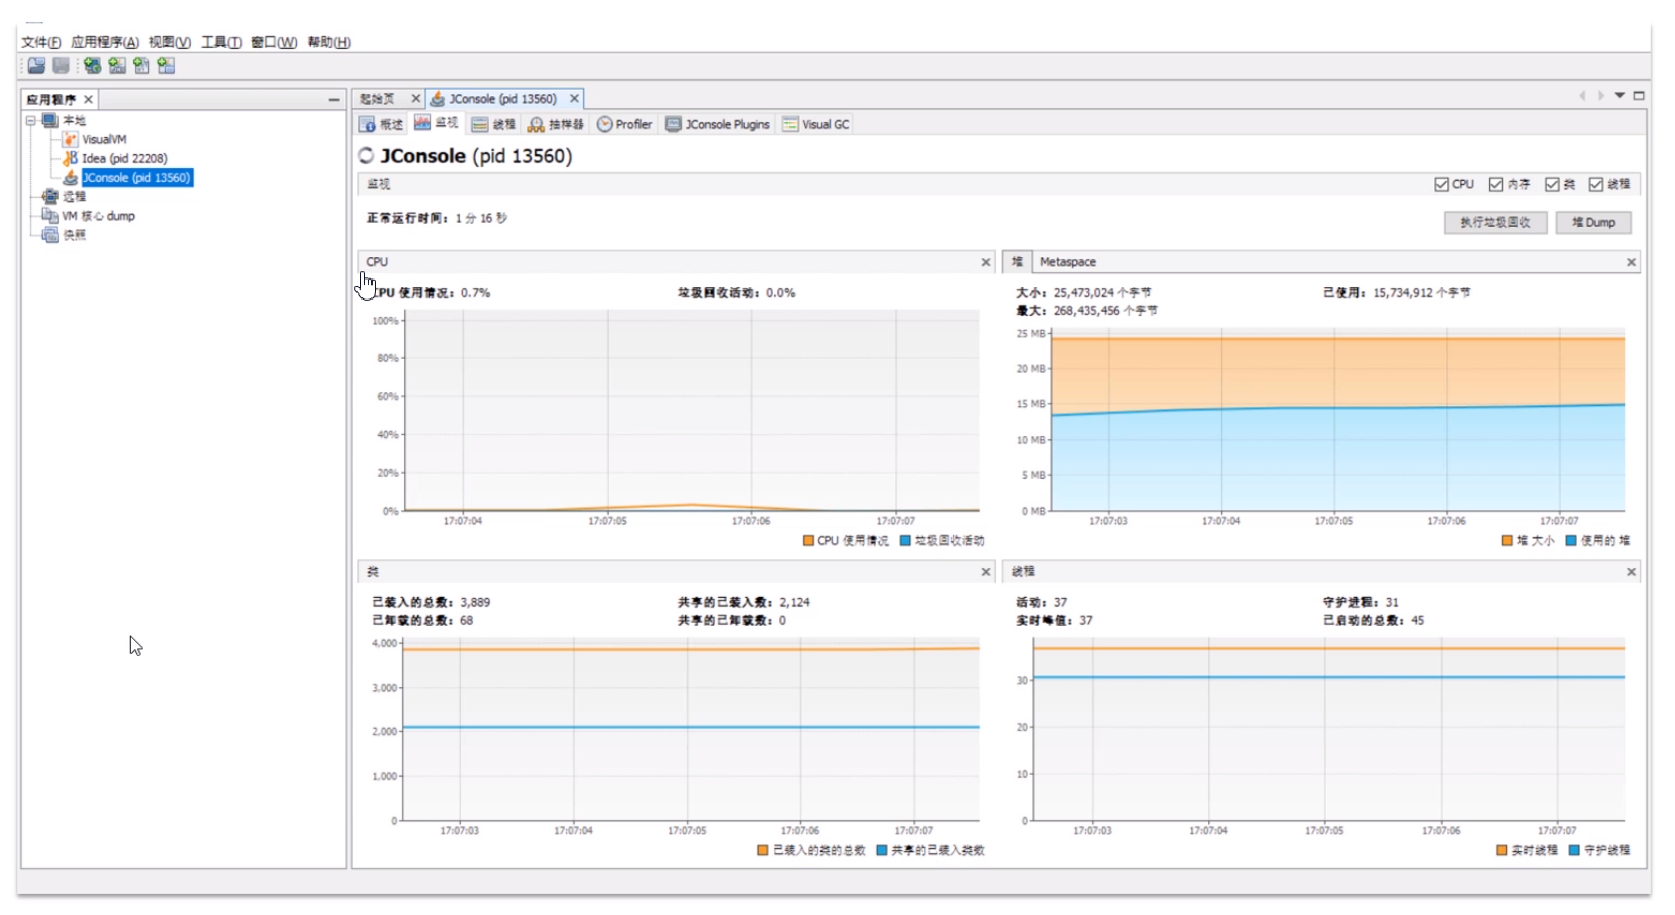 文件(F) 应用程序(A) 视图(V) 工具(T) 窗口(W) 帮助(H)
应用程序
本地
VisualVM
Idea (pid 22208)
JConsole (pid 13560)
远程
VM 核心 dump
快照
起始页 JConsole (pid 13560)
概述 监视 线程 抽样器 Profiler JConsole Plugins Visual GC
JConsole (pid 13560)
监视 CPU 内存 类 线程
正常运行时间: 1 分 16 秒 执行垃圾回收 堆 Dump
CPU
CPU 使用情况: 0.7% 垃圾回收活动: 0.0%
100%
80%
60%
40%
20%
0%
17:07:04 17:07:05 17:07:06 17:07:07
CPU 使用情况 垃圾回收活动
堆 Metaspace
大小: 25,473,024 个字节 已使用: 15,734,912 个字节
最大: 268,435,456 个字节
25 MB
20 MB
15 MB
10 MB
5 MB
0 MB
17:07:03 17:07:04 17:07:05 17:07:06 17:07:07
堆 大小 使用的 堆
类
已装入的总数: 3,889 共享的已装入数: 2,124
已卸载的总数: 68 共享的已卸载数: 0
4,000
3,000
2,000
1,000
0
17:07:03 17:07:04 17:07:05 17:07:06 17:07:07
已装入的类的总数 共享的已装入类数
线程
活动: 37 守护进程: 31
实时峰值: 37 已启动的总数: 45
30
20
10
0
17:07:03 17:07:04 17:07:05 17:07:06 17:07:07
实时线程 守护线程